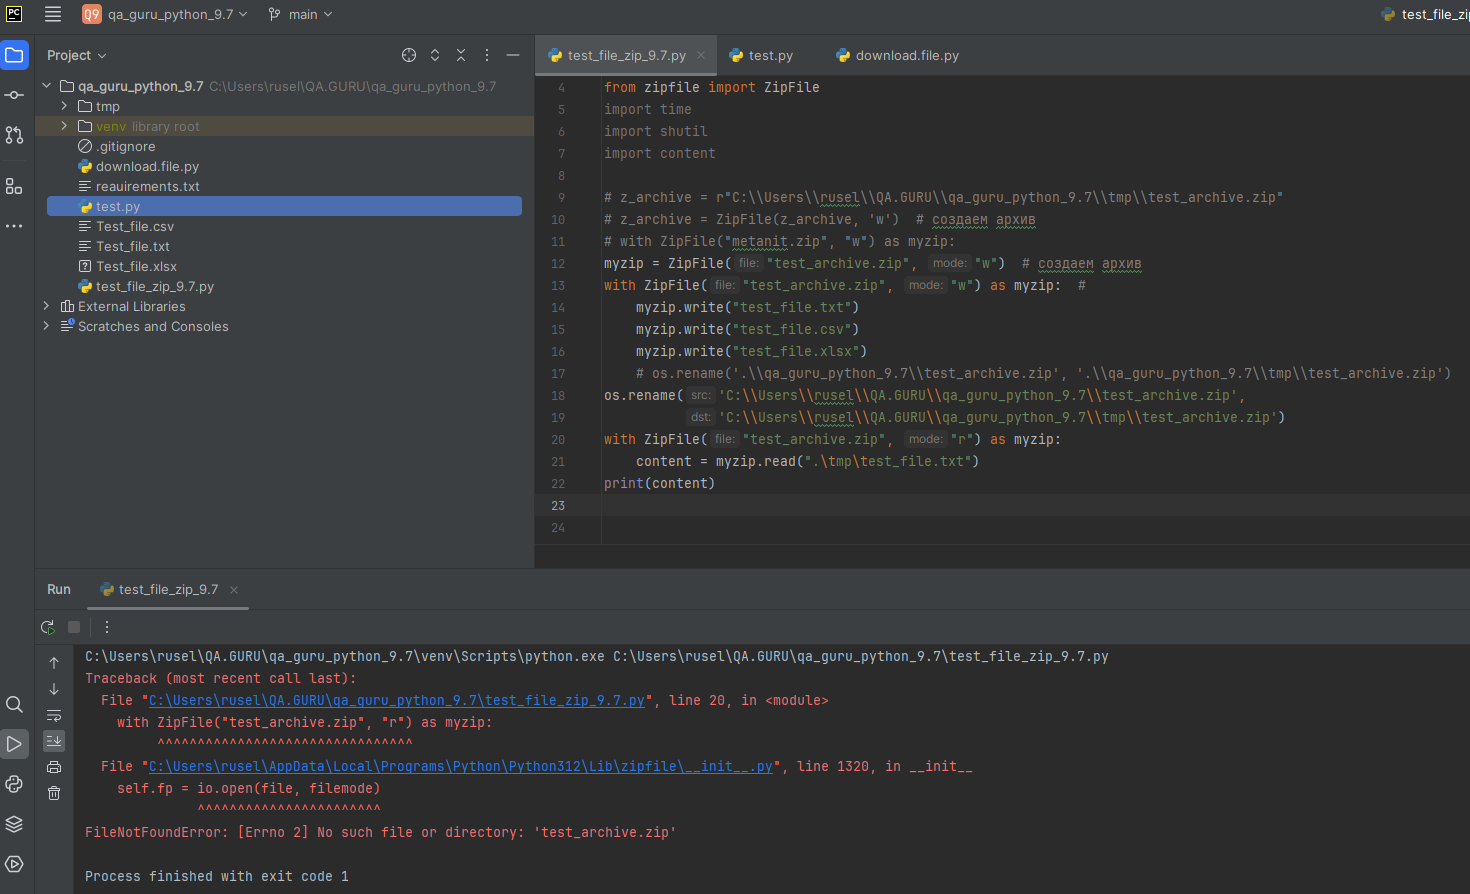 PC
Q9 qa_guru_python_9.7 main test_file_zip
Project
test_file_zip_9.7.py test.py download.file.py
qa_guru_python_9.7 C:\Users\rusel\QA.GURU\qa_guru_python_9.7
tmp
venv library root
.gitignore
download.file.py
reauirements.txt
test.py
Test_file.csv
Test_file.txt
Test_file.xlsx
test_file_zip_9.7.py
External Libraries
Scratches and Consoles
4 from zipfile import ZipFile
5 import time
6 import shutil
7 import content
8
9 # z_archive = r"C:\\Users\\rusel\\QA.GURU\\qa_guru_python_9.7\\tmp\\test_archive.zip"
10 # z_archive = ZipFile(z_archive, 'w')  # создаем архив
11 # with ZipFile("metanit.zip", "w") as myzip:
12 myzip = ZipFile( file: "test_archive.zip", mode: "w")  # создаем архив
13 with ZipFile( file: "test_archive.zip", mode: "w") as myzip:  #
14 myzip.write("test_file.txt")
15 myzip.write("test_file.csv")
16 myzip.write("test_file.xlsx")
17 # os.rename('.\\qa_guru_python_9.7\\test_archive.zip', '.\\qa_guru_python_9.7\\tmp\\test_archive.zip')
18 os.rename( src: 'C:\\Users\\rusel\\QA.GURU\\qa_guru_python_9.7\\test_archive.zip',
19 dst: 'C:\\Users\\rusel\\QA.GURU\\qa_guru_python_9.7\\tmp\\test_archive.zip')
20 with ZipFile( file: "test_archive.zip", mode: "r") as myzip:
21 content = myzip.read(".\tmp\test_file.txt")
22 print(content)
23
24
Run test_file_zip_9.7
C:\Users\rusel\QA.GURU\qa_guru_python_9.7\venv\Scripts\python.exe C:\Users\rusel\QA.GURU\qa_guru_python_9.7\test_file_zip_9.7.py
Traceback (most recent call last):
File "C:\Users\rusel\QA.GURU\qa_guru_python_9.7\test_file_zip_9.7.py", line 20, in <module>
with ZipFile("test_archive.zip", "r") as myzip:
^^^^^^^^^^^^^^^^^^^^^^^^^^^^^^^^
File "C:\Users\rusel\AppData\Local\Programs\Python\Python312\Lib\zipfile\__init__.py", line 1320, in __init__
self.fp = io.open(file, filemode)
^^^^^^^^^^^^^^^^^^^^^^^
FileNotFoundError: [Errno 2] No such file or directory: 'test_archive.zip'
Process finished with exit code 1